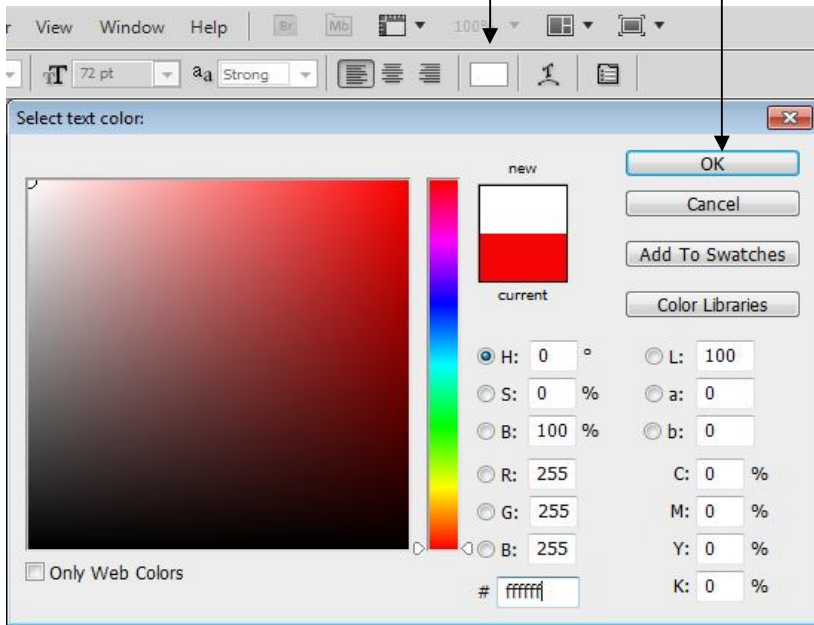 r View Window Help Br Mb 100% 
T 72 pt aa Strong
Select text color:
new
OK
Cancel
Add To Swatches
current
Color Libraries
H: 0 ° L: 100
S: 0 % a: 0
B: 100 % b: 0
R: 255 C: 0 %
G: 255 M: 0 %
B: 255 Y: 0 %
Only Web Colors
# ffffff K: 0 %